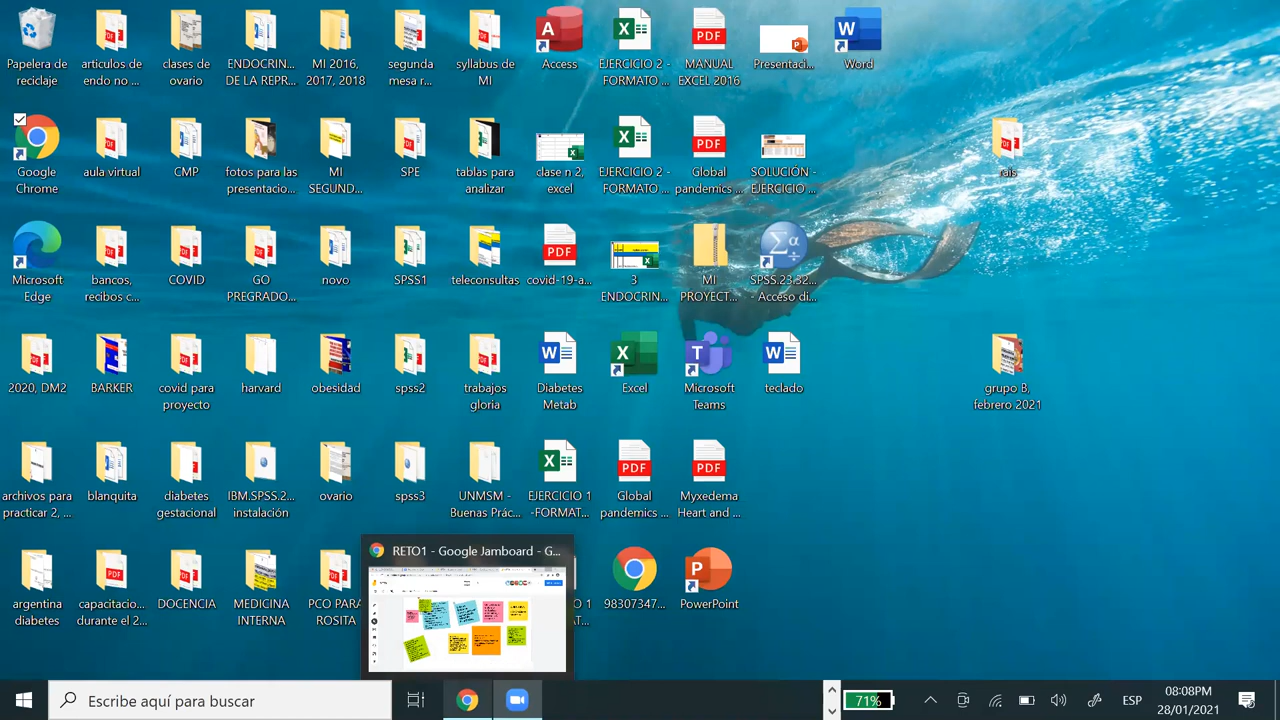 Papelera de
reciclaje
articulos de
endo no ...
clases de
ovario
ENDOCRIN...
DE LA REPR...
MI 2016,
2017, 2018
segunda
mesa r...
syllabus de
MI
Access
EJERCICIO 2 -
FORMATO ...
MANUAL
EXCEL 2016
Presentaci...
Word
Google
Chrome
aula virtual
CMP
fotos para las
presentacio...
MI
SEGUND...
SPE
tablas para
analizar
clase n 2,
excel
EJERCICIO 2 -
FORMATO ...
Global
pandemics ...
SOLUCIÓN -
EJERCICIO ...
rais
Microsoft
Edge
bancos,
recibos c...
COVID
GO
PREGRADO...
novo
SPSS1
teleconsultas
covid-19-a...
3
ENDOCRIN...
MI
PROYECT...
SPSS.23.32...
- Acceso di...
2020, DM2
BARKER
covid para
proyecto
harvard
obesidad
spss2
trabajos
gloria
Diabetes
Metab
Excel
Microsoft
Teams
teclado
grupo B,
febrero 2021
archivos para
practicar 2, ...
blanquita
diabetes
gestacional
IBM.SPSS.2...
instalación
ovario
spss3
UNMSM -
Buenas Prác...
EJERCICIO 1
-FORMAT...
Global
pandemics ...
Myxedema
Heart and ...
argentina
diabetes
capacitacio...
durante el 2...
DOCENCIA
MEDICINA
INTERNA
PCO PARA
ROSITA
RETO1 - Google Jamboard - G...
98307347...
PowerPoint
Escribe aquí para buscar
71%
ESP
08:08PM
28/01/2021